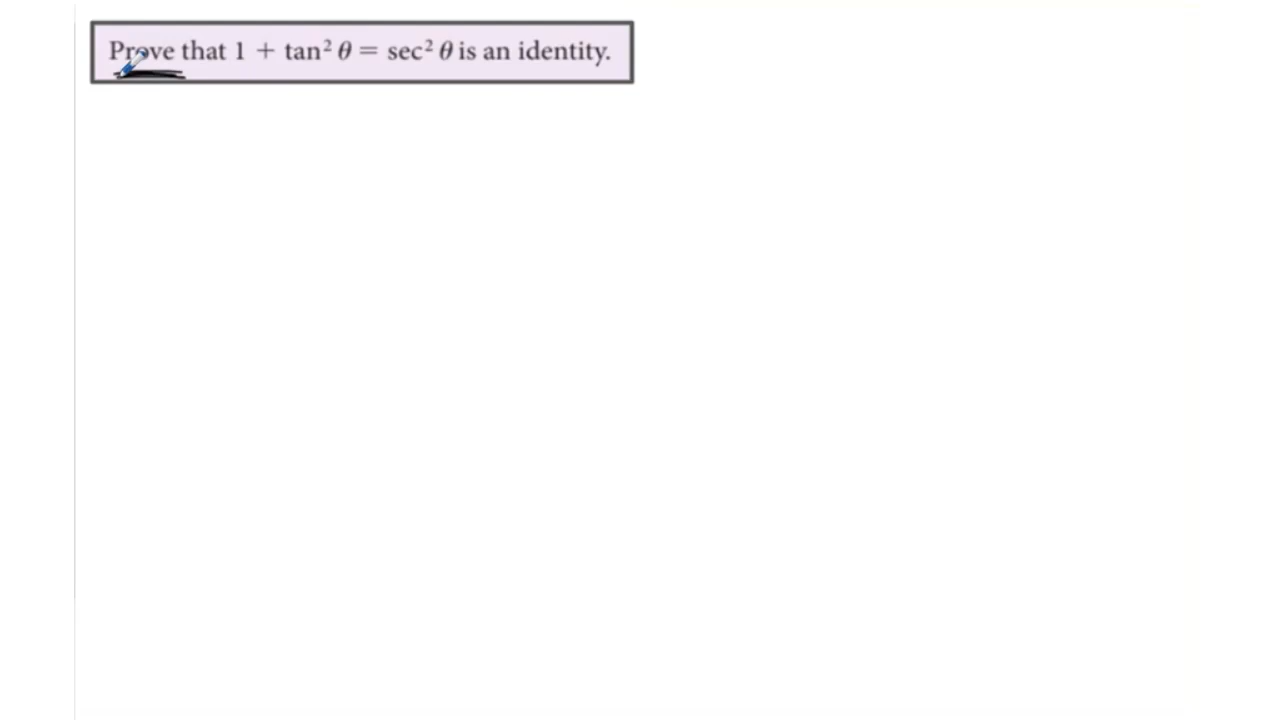 Prove that 1 + tan² θ = sec² θ is an identity.